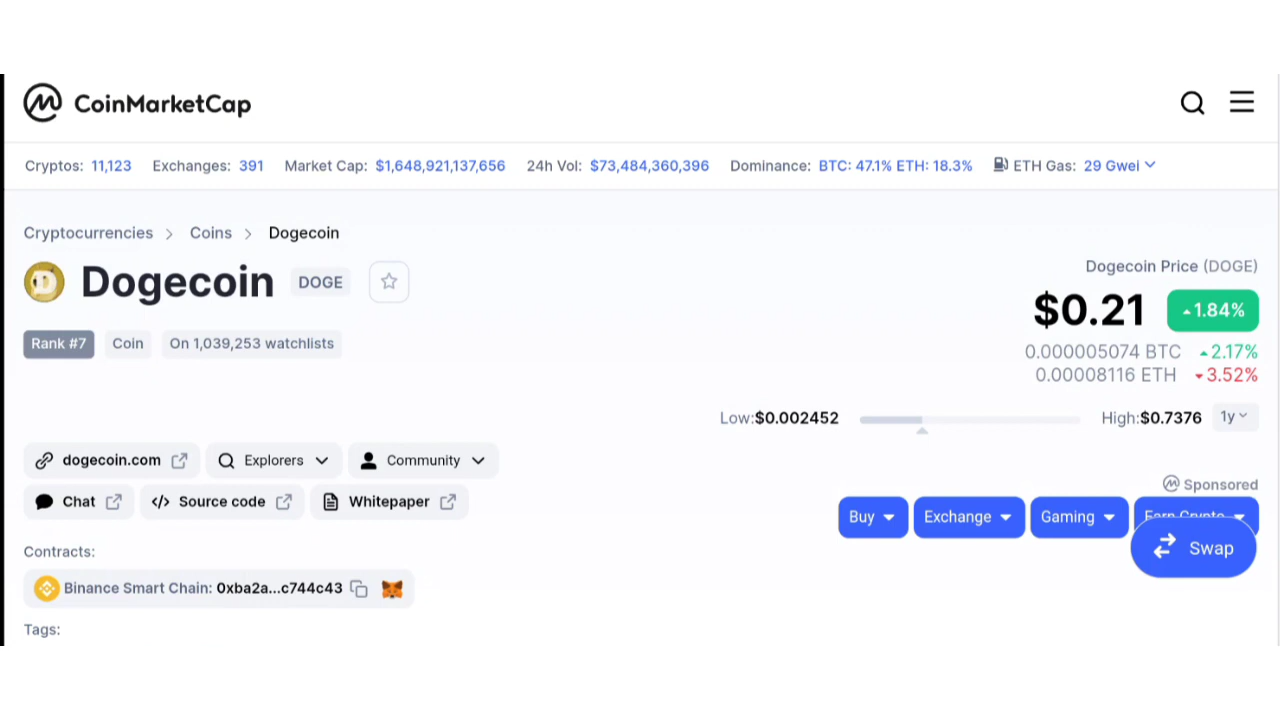 CoinMarketCap
Cryptos: 11,123 Exchanges: 391 Market Cap: $1,648,921,137,656 24h Vol: $73,484,360,396 Dominance: BTC: 47.1% ETH: 18.3% ETH Gas: 29 Gwei
Cryptocurrencies > Coins > Dogecoin
Dogecoin DOGE
Rank #7 Coin On 1,039,253 watchlists
Dogecoin Price (DOGE)
$0.21 1.84%
0.000005074 BTC 2.17%
0.00008116 ETH 3.52%
Low:$0.002452 High:$0.7376 1y
dogecoin.com Explorers Community
Chat </> Source code Whitepaper
Sponsored
Buy Exchange Gaming Earn Crypto
Swap
Contracts:
Binance Smart Chain: 0xba2a...c744c43
Tags: